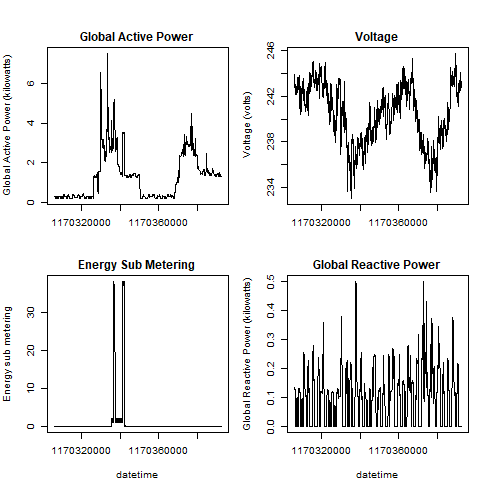 Global Active Power
Global Active Power (kilowatts)
0 2 4 6
1170320000 1170360000
Voltage
Voltage (volts)
234 238 242 246
1170320000 1170360000
Energy Sub Metering
Energy sub metering
0 10 20 30
1170320000 1170360000
datetime
Global Reactive Power
Global Reactive Power (kilowatts)
0.0 0.1 0.2 0.3 0.4 0.5
1170320000 1170360000
datetime